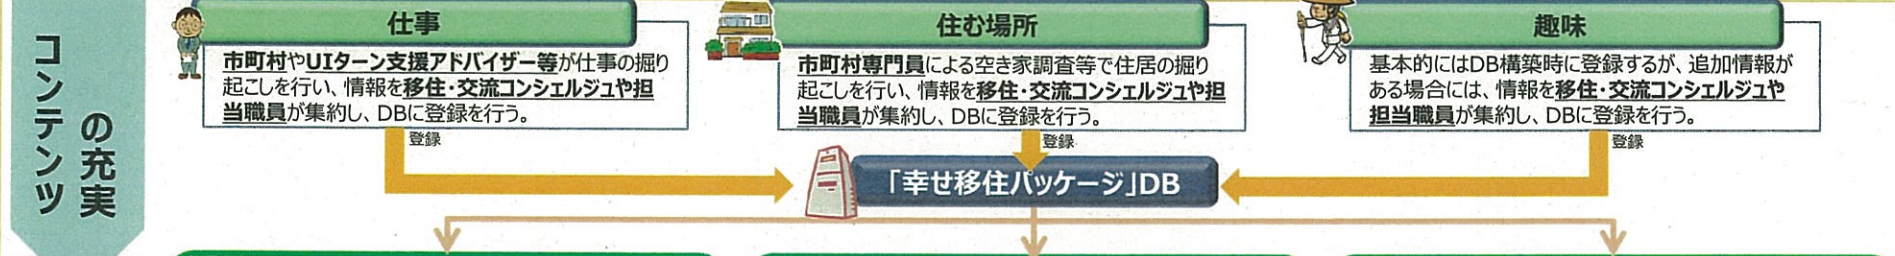 コンテンツ
の充実
仕事
市町村やUIターン支援アドバイザー等が仕事の掘り
起こしを行い、情報を移住・交流コンシェルジュや担
当職員が集約し、DBに登録を行う。
登録
住む場所
市町村専門員による空き家調査等で住居の掘り
起こしを行い、情報を移住・交流コンシェルジュや担
当職員が集約し、DBに登録を行う。
登録
趣味
基本的にはDB構築時に登録するが、追加情報が
ある場合には、情報を移住・交流コンシェルジュや
担当職員が集約し、DBに登録を行う。
登録
「幸せ移住パッケージ」DB